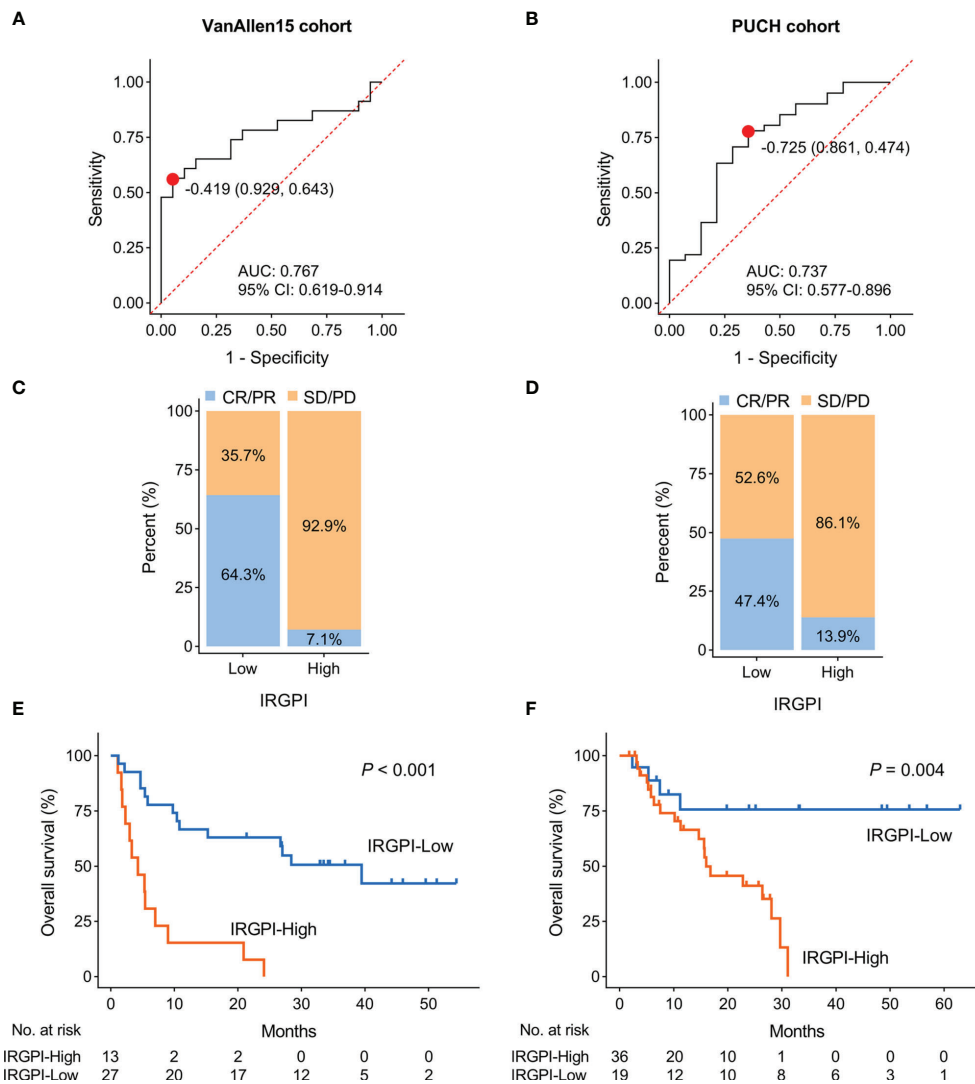 A
VanAllen15 cohort
1.00
0.75
0.50
0.25
0.00
Sensitivity
-0.419 (0.929, 0.643)
AUC: 0.767
95% CI: 0.619-0.914
0.00 0.25 0.50 0.75 1.00
1 - Specificity
B
PUCH cohort
1.00
0.75
0.50
0.25
0.00
Sensitivity
-0.725 (0.861, 0.474)
AUC: 0.737
95% CI: 0.577-0.896
0.00 0.25 0.50 0.75 1.00
1 - Specificity
C
CR/PR SD/PD
100
75
50
25
0
Percent (%)
35.7%
92.9%
64.3%
7.1%
Low High
IRGPI
D
CR/PR SD/PD
100
75
50
25
0
Perecent (%)
52.6%
86.1%
47.4%
13.9%
Low High
IRGPI
E
100
75
50
25
0
Overall survival (%)
P < 0.001
IRGPI-Low
IRGPI-High
0 10 20 30 40 50
No. at risk
Months
IRGPI-High 13 2 2 0 0 0
IRGPI-Low 27 20 17 12 5 2
F
100
75
50
25
0
Overall survival (%)
P = 0.004
IRGPI-Low
IRGPI-High
0 10 20 30 40 50 60
No. at risk
Months
IRGPI-High 36 20 10 1 0 0 0
IRGPI-Low 19 12 10 8 6 3 1